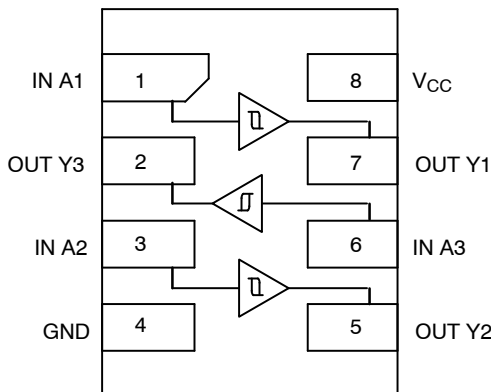 IN A1 1 8 VCC
OUT Y3 2 7 OUT Y1
IN A2 3 6 IN A3
GND 4 5 OUT Y2